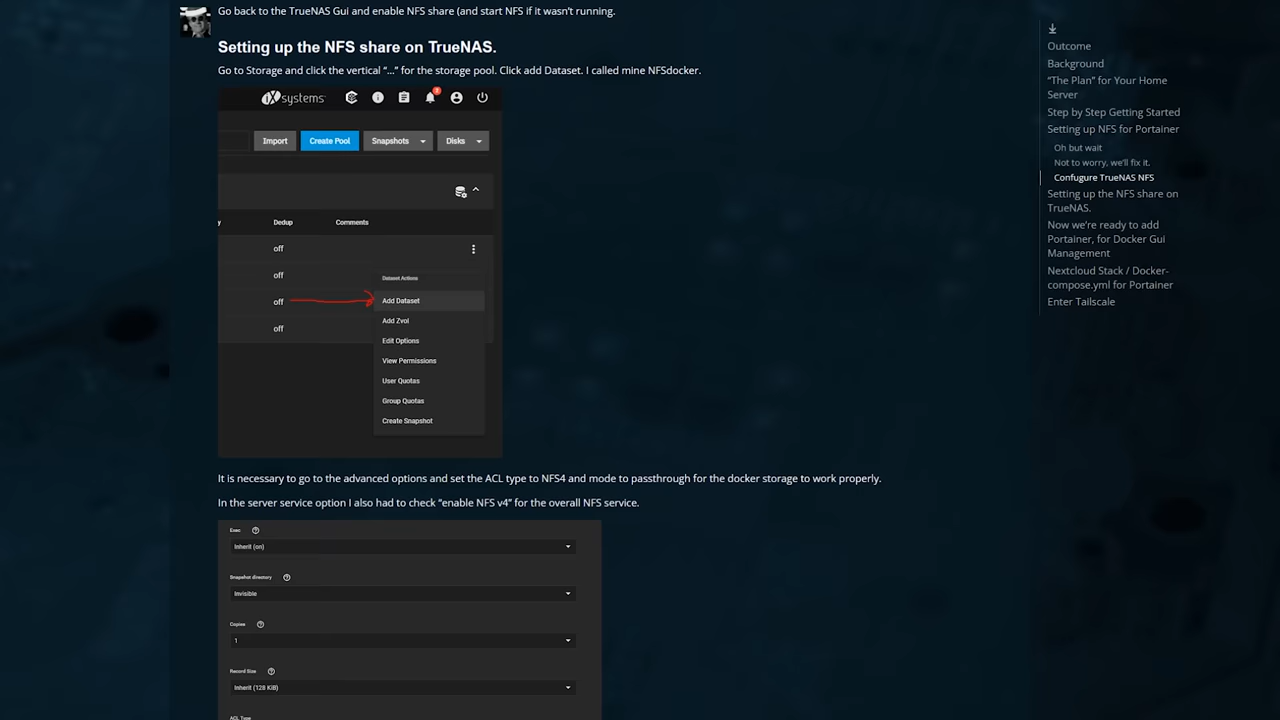 Go back to the TrueNAS Gui and enable NFS share (and start NFS if it wasn't running.
Setting up the NFS share on TrueNAS.
Go to Storage and click the vertical “...” for the storage pool. Click add Dataset. I called mine NFSdocker.
iXsystems
Import
Create Pool
Snapshots
Disks
y
Dedup
Comments
off
off
off
off
Dataset Actions
Add Dataset
Add Zvol
Edit Options
View Permissions
User Quotas
Group Quotas
Create Snapshot
It is necessary to go to the advanced options and set the ACL type to NFS4 and mode to passthrough for the docker storage to work properly.
In the server service option I also had to check “enable NFS v4” for the overall NFS service.
Exec
Inherit (on)
Snapshot directory
Invisible
Copies
1
Record Size
Inherit (128 KiB)
ACL Type
Outcome
Background
“The Plan” for Your Home
Server
Step by Step Getting Started
Setting up NFS for Portainer
Oh but wait
Not to worry, we'll fix it.
Confugure TrueNAS NFS
Setting up the NFS share on
TrueNAS.
Now we're ready to add
Portainer, for Docker Gui
Management
Nextcloud Stack / Docker-
compose.yml for Portainer
Enter Tailscale